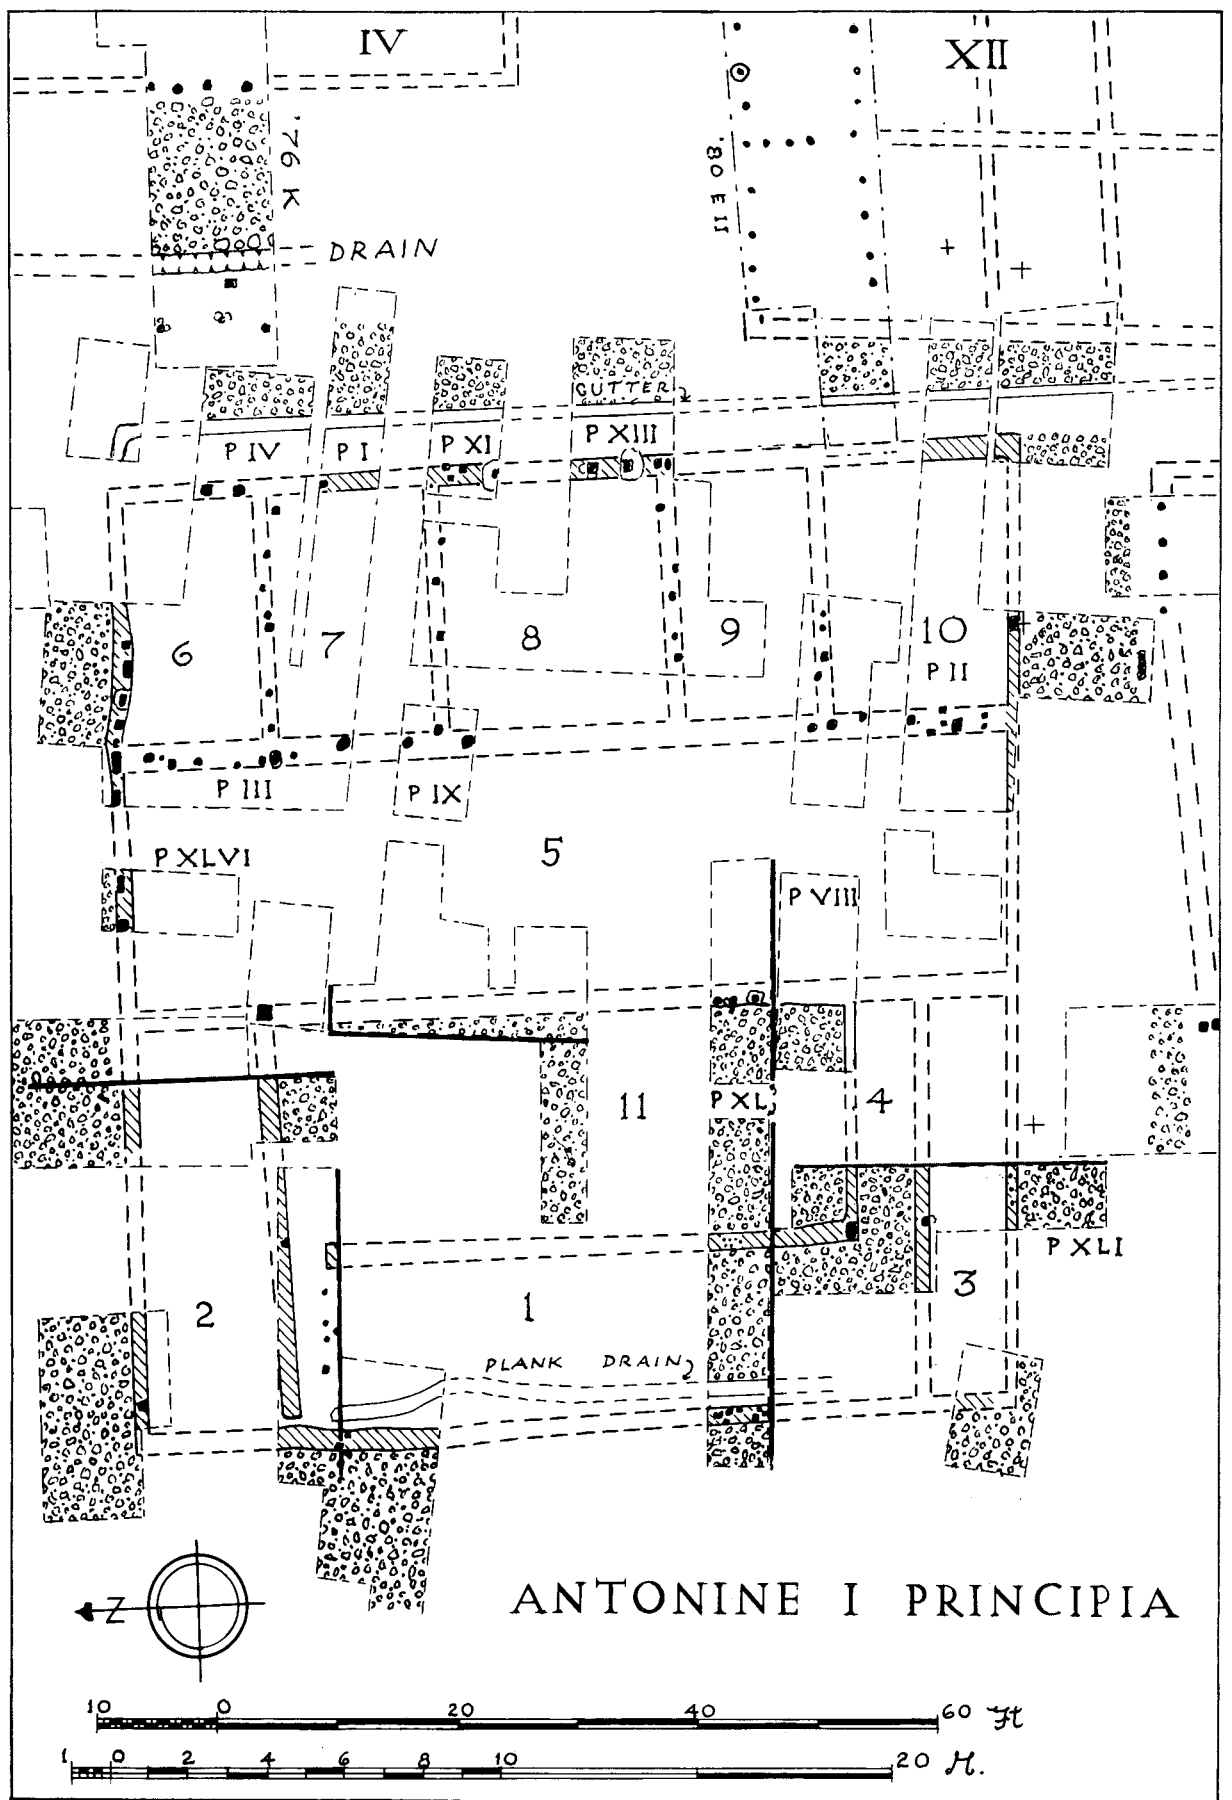 IV
XII
'76 K
'80 E II
DRAIN
GUTTER
P IV
P I
P XI
P XIII
6
7
8
9
10
P II
P III
P IX
5
P XLVI
P VIII
11
P XL
4
P XLI
2
1
3
PLANK DRAIN
Z
ANTONINE I PRINCIPIA
10 0 20 40 60 Ft
1 0 2 4 6 8 10 20 M.